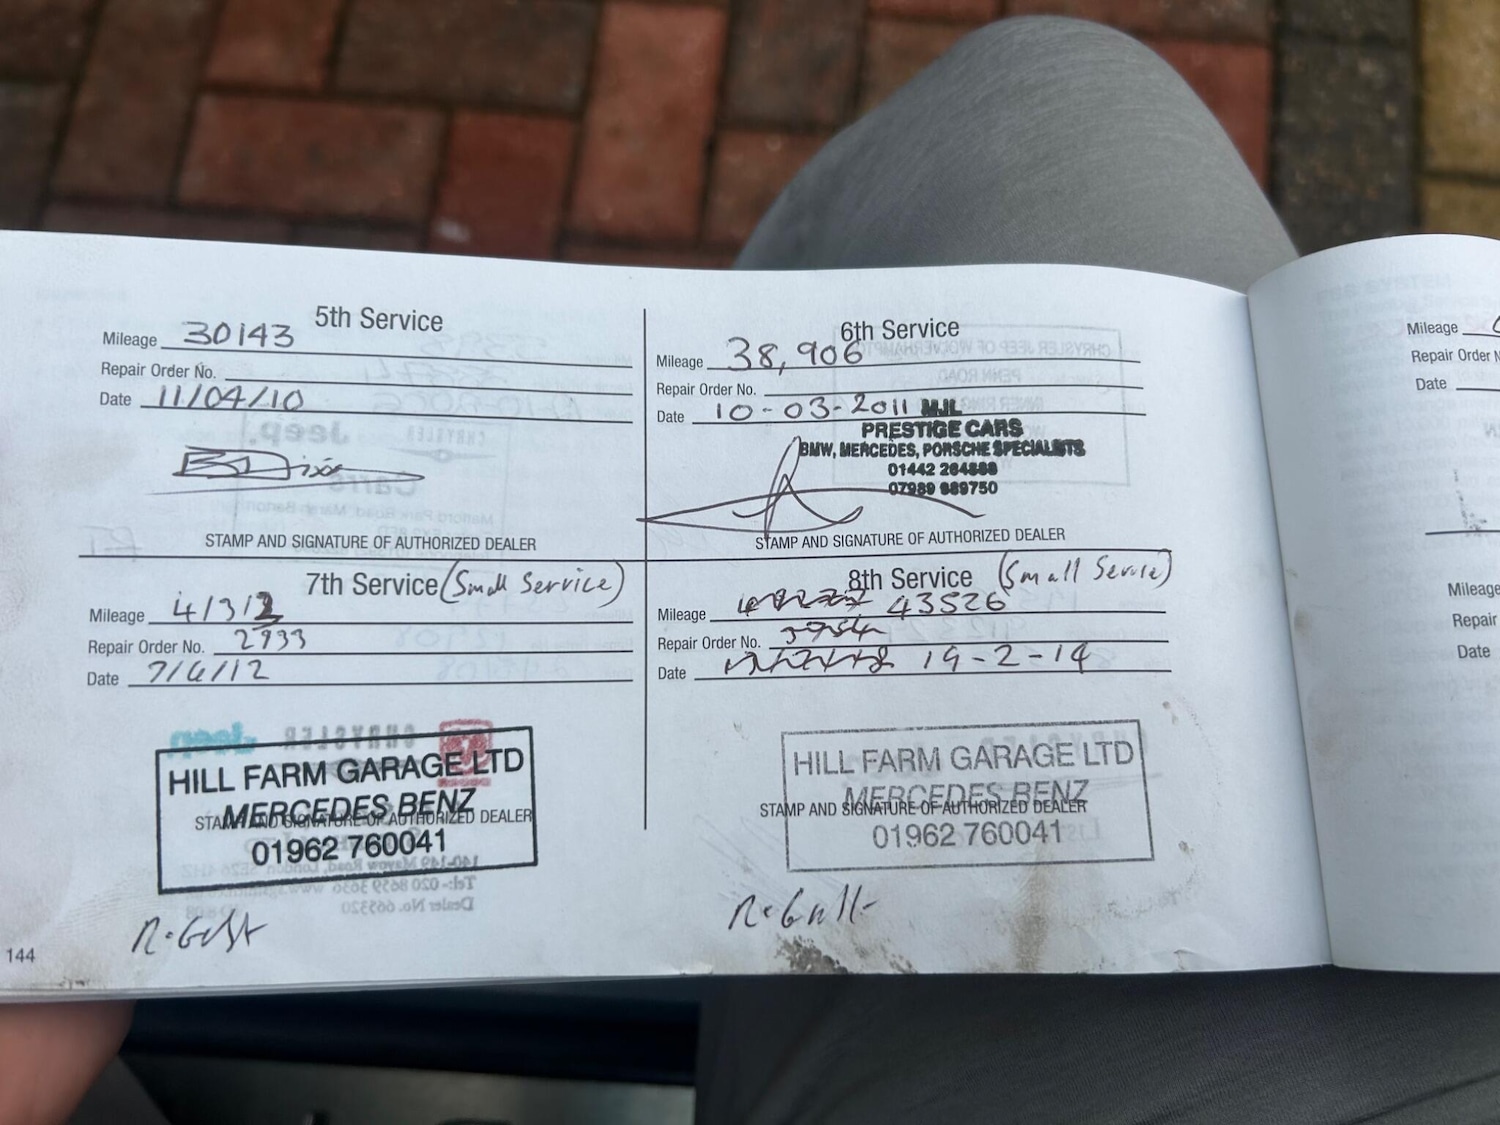 5th Service
Mileage 30143
Repair Order No.
Date 11/04/10
STAMP AND SIGNATURE OF AUTHORIZED DEALER
6th Service
Mileage 38,906
Repair Order No.
Date 10-03-2011
MJL
PRESTIGE CARS
BMW, MERCEDES, PORSCHE SPECIALISTS
01442
STAMP AND SIGNATURE OF AUTHORIZED DEALER
7th Service (Small Service)
Mileage
Repair Order No. 2933
Date 7/6/12
HILL FARM GARAGE LTD
MERCEDES BENZ
STAMP AND SIGNATURE OF AUTHORIZED DEALER
01962 760041
8th Service (Small Service)
Mileage 43526
Repair Order No.
Date 19-2-14
HILL FARM GARAGE LTD
MERCEDES BENZ
STAMP AND SIGNATURE OF AUTHORIZED DEALER
01962 760041
144
Mileage
Repair Order
Date
Mileage
Repair
Date